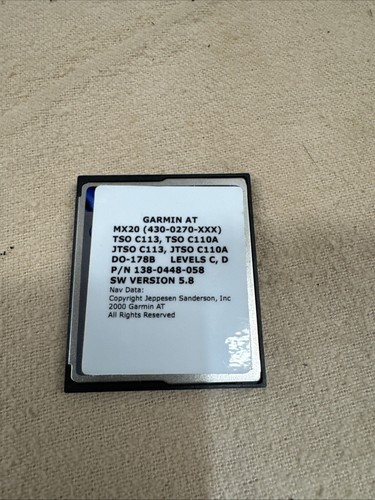 GARMIN AT
MX20 (430-0270-XXX)
TSO C113, TSO C110A
JTSO C113, JTSO C110A
DO-178B LEVELS C, D
P/N 138-0448-058
SW VERSION 5.8
Nav Data:
Copyright Jeppesen Sanderson, Inc
2000 Garmin AT
All Rights Reserved